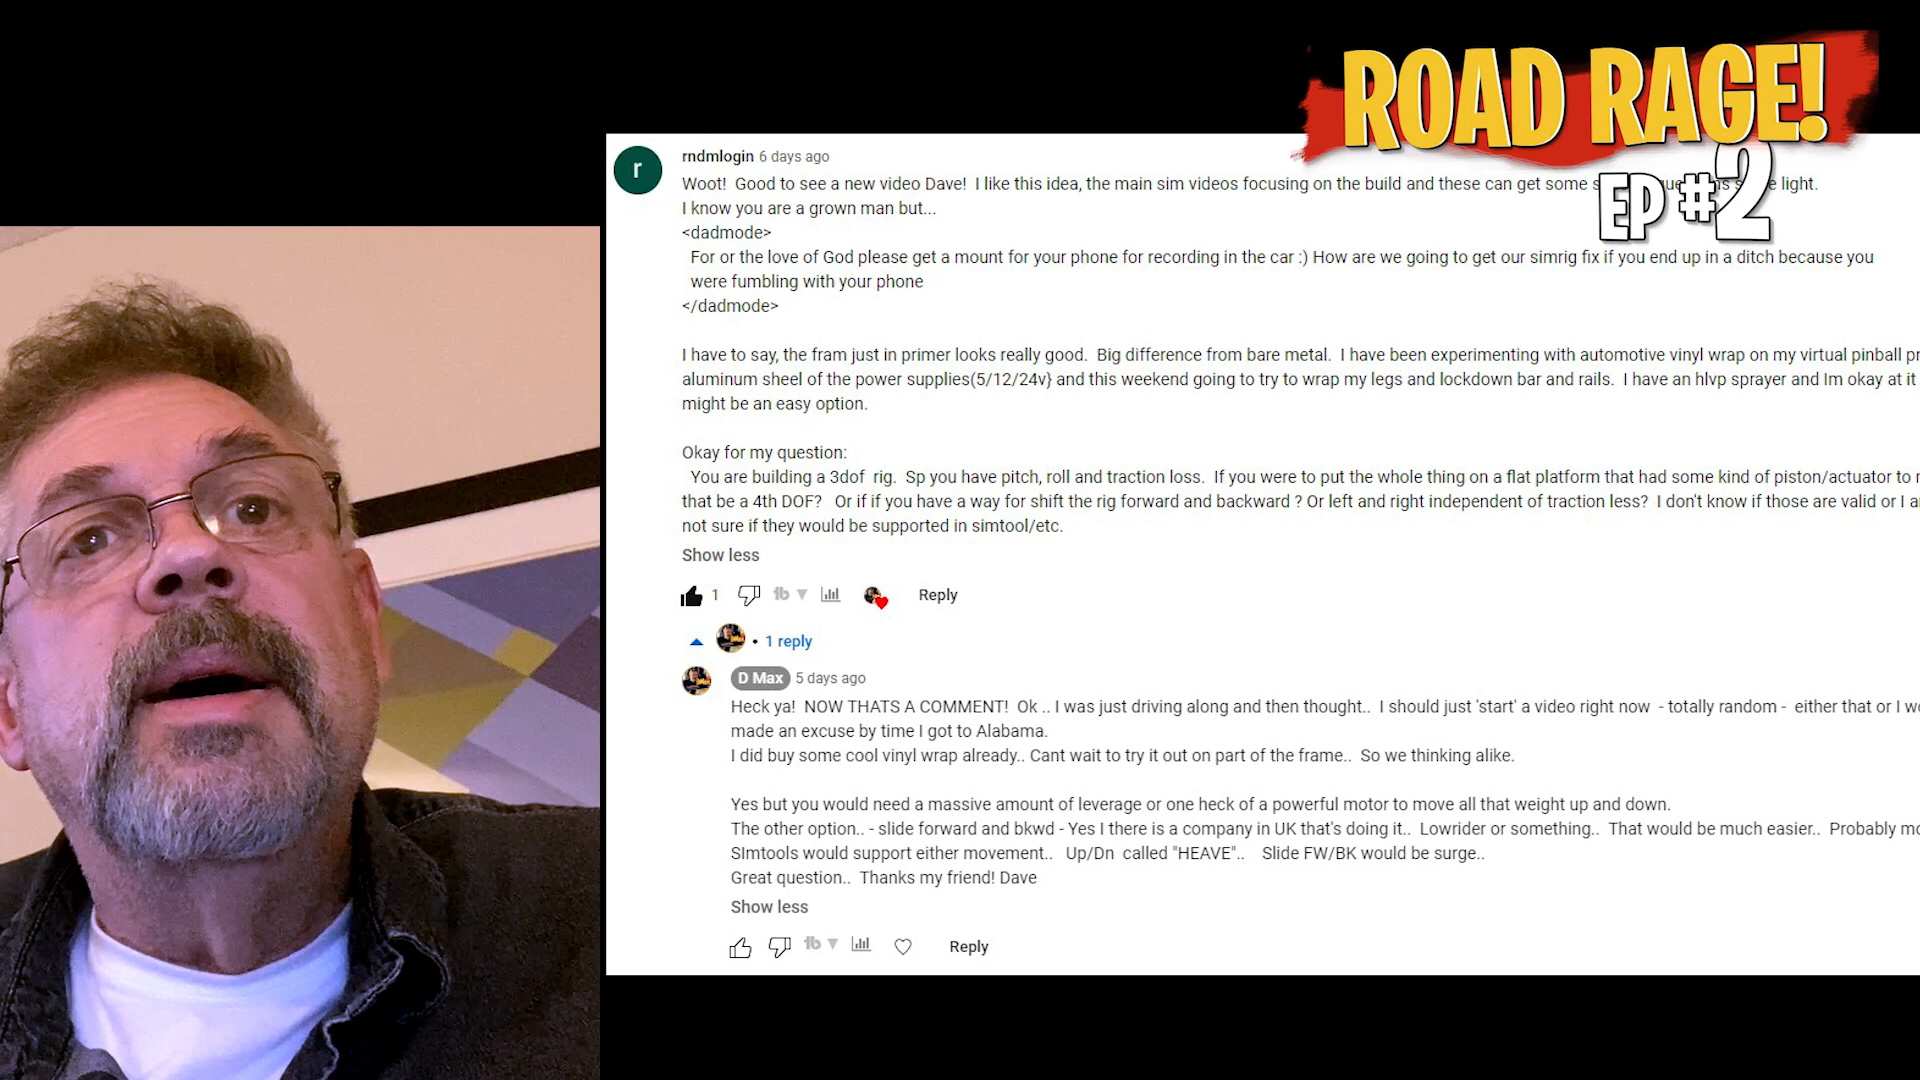 ROAD RAGE!
EP #2
r
rndmlogin 6 days ago
Woot! Good to see a new video Dave! I like this idea, the main sim videos focusing on the build and these can get some light.
I know you are a grown man but...
<dadmode>
For or the love of God please get a mount for your phone for recording in the car :) How are we going to get our simrig fix if you end up in a ditch because you
were fumbling with your phone
</dadmode>
I have to say, the fram just in primer looks really good. Big difference from bare metal. I have been experimenting with automotive vinyl wrap on my virtual pinball
aluminum sheel of the power supplies(5/12/24v} and this weekend going to try to wrap my legs and lockdown bar and rails. I have an hlvp sprayer and Im okay at it
might be an easy option.
Okay for my question:
You are building a 3dof rig. Sp you have pitch, roll and traction loss. If you were to put the whole thing on a flat platform that had some kind of piston/actuator to
that be a 4th DOF? Or if if you have a way for shift the rig forward and backward ? Or left and right independent of traction less? I don't know if those are valid or I
not sure if they would be supported in simtool/etc.
Show less
1 Reply
• 1 reply
D Max 5 days ago
Heck ya! NOW THATS A COMMENT! Ok .. I was just driving along and then thought.. I should just 'start' a video right now - totally random - either that or I
made an excuse by time I got to Alabama.
I did buy some cool vinyl wrap already.. Cant wait to try it out on part of the frame.. So we thinking alike.
Yes but you would need a massive amount of leverage or one heck of a powerful motor to move all that weight up and down.
The other option.. - slide forward and bkwd - Yes I there is a company in UK that's doing it.. Lowrider or something.. That would be much easier.. Probably
SImtools would support either movement.. Up/Dn called "HEAVE".. Slide FW/BK would be surge..
Great question.. Thanks my friend! Dave
Show less
Reply